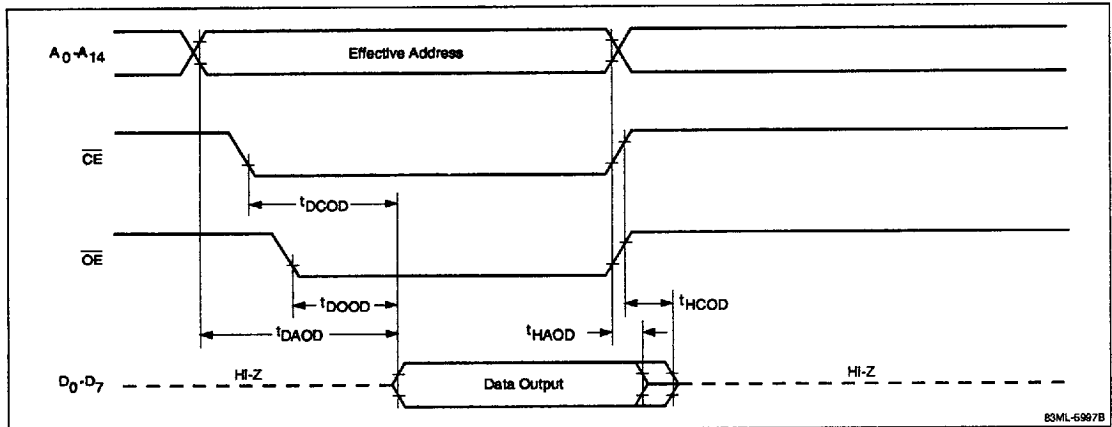 A0-A14
Effective Address
CE
tDCOD
OE
tDOOD
tHCOD
tDAOD
tHAOD
D0-D7
HI-Z
Data Output
Hi-Z
83ML-6997B